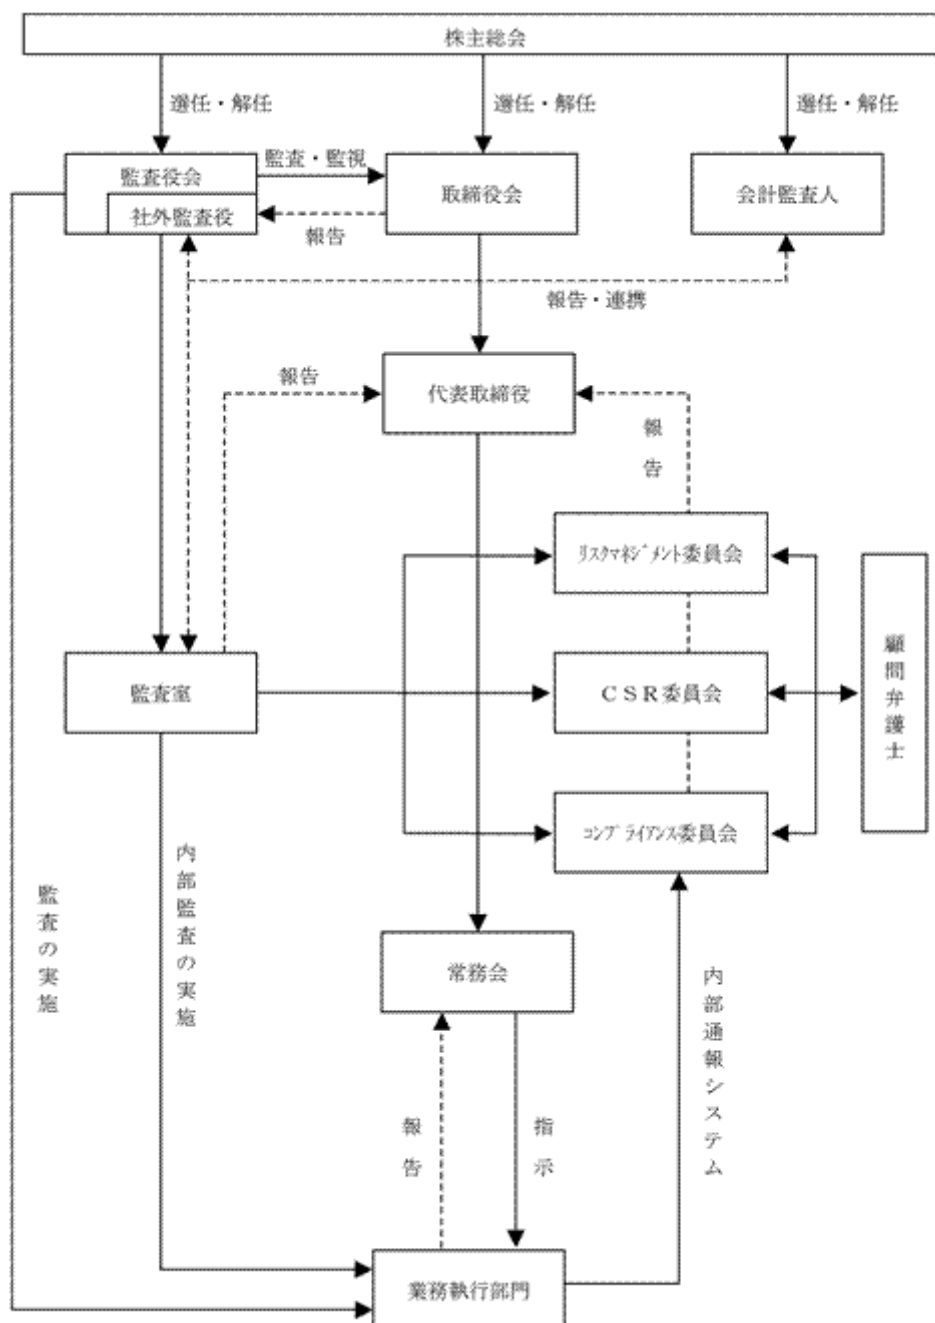 株主総会
選任・解任
選任・解任
選任・解任
監査役会
監査・監視
取締役会
会計監査人
社外監査役
報告
報告・連携
報告
代表取締役
報告
リスクマネジメント委員会
顧問弁護士
監査室
CSR委員会
コンプライアンス委員会
監査の実施
内部監査の実施
常務会
内部通報システム
報告
指示
業務執行部門